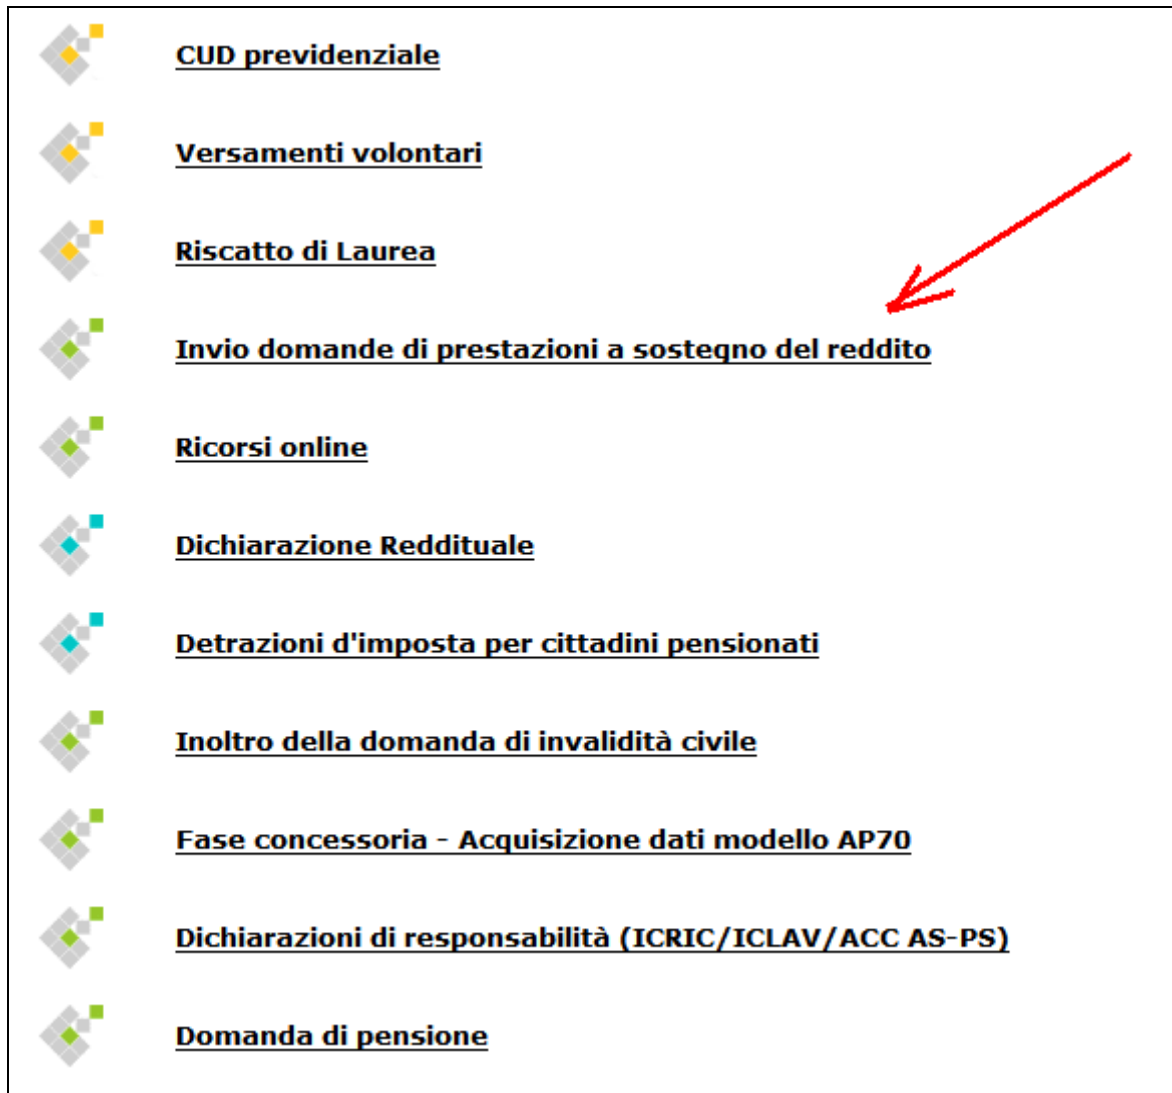 CUD previdenziale
Versamenti volontari
Riscatto di Laurea
Invio domande di prestazioni a sostegno del reddito
Ricorsi online
Dichiarazione Reddituale
Detrazioni d'imposta per cittadini pensionati
Inoltro della domanda di invalidità civile
Fase concessoria - Acquisizione dati modello AP70
Dichiarazioni di responsabilità (ICRIC/ICLAV/ACC AS-PS)
Domanda di pensione